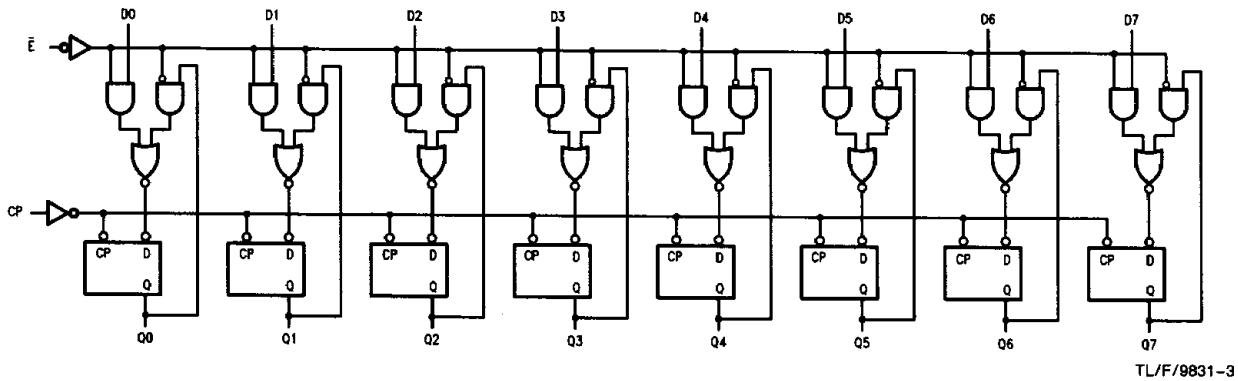 D0 D1 D2 D3 D4 D5 D6 D7
Ē
CP
CP D CP D CP D CP D CP D CP D CP D CP D
Q Q Q Q Q Q Q Q
Q0 Q1 Q2 Q3 Q4 Q5 Q6 Q7
TL/F/9831-3